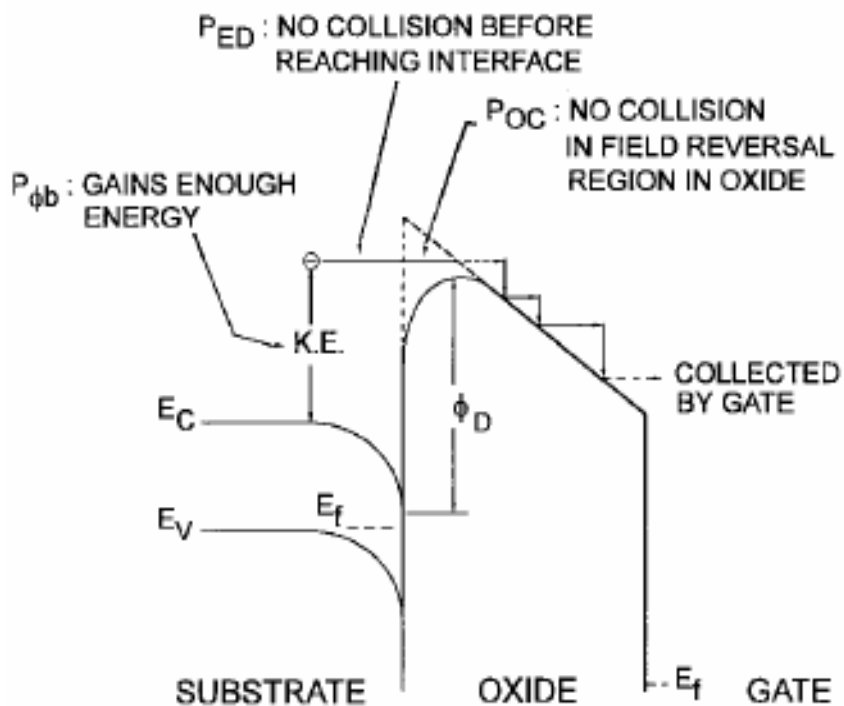 P_ED : NO COLLISION BEFORE
REACHING INTERFACE
P_OC : NO COLLISION
IN FIELD REVERSAL
REGION IN OXIDE
P_ϕb : GAINS ENOUGH
ENERGY
K.E.
COLLECTED
BY GATE
E_C
ϕ_D
E_V
E_f
E_f
SUBSTRATE OXIDE GATE